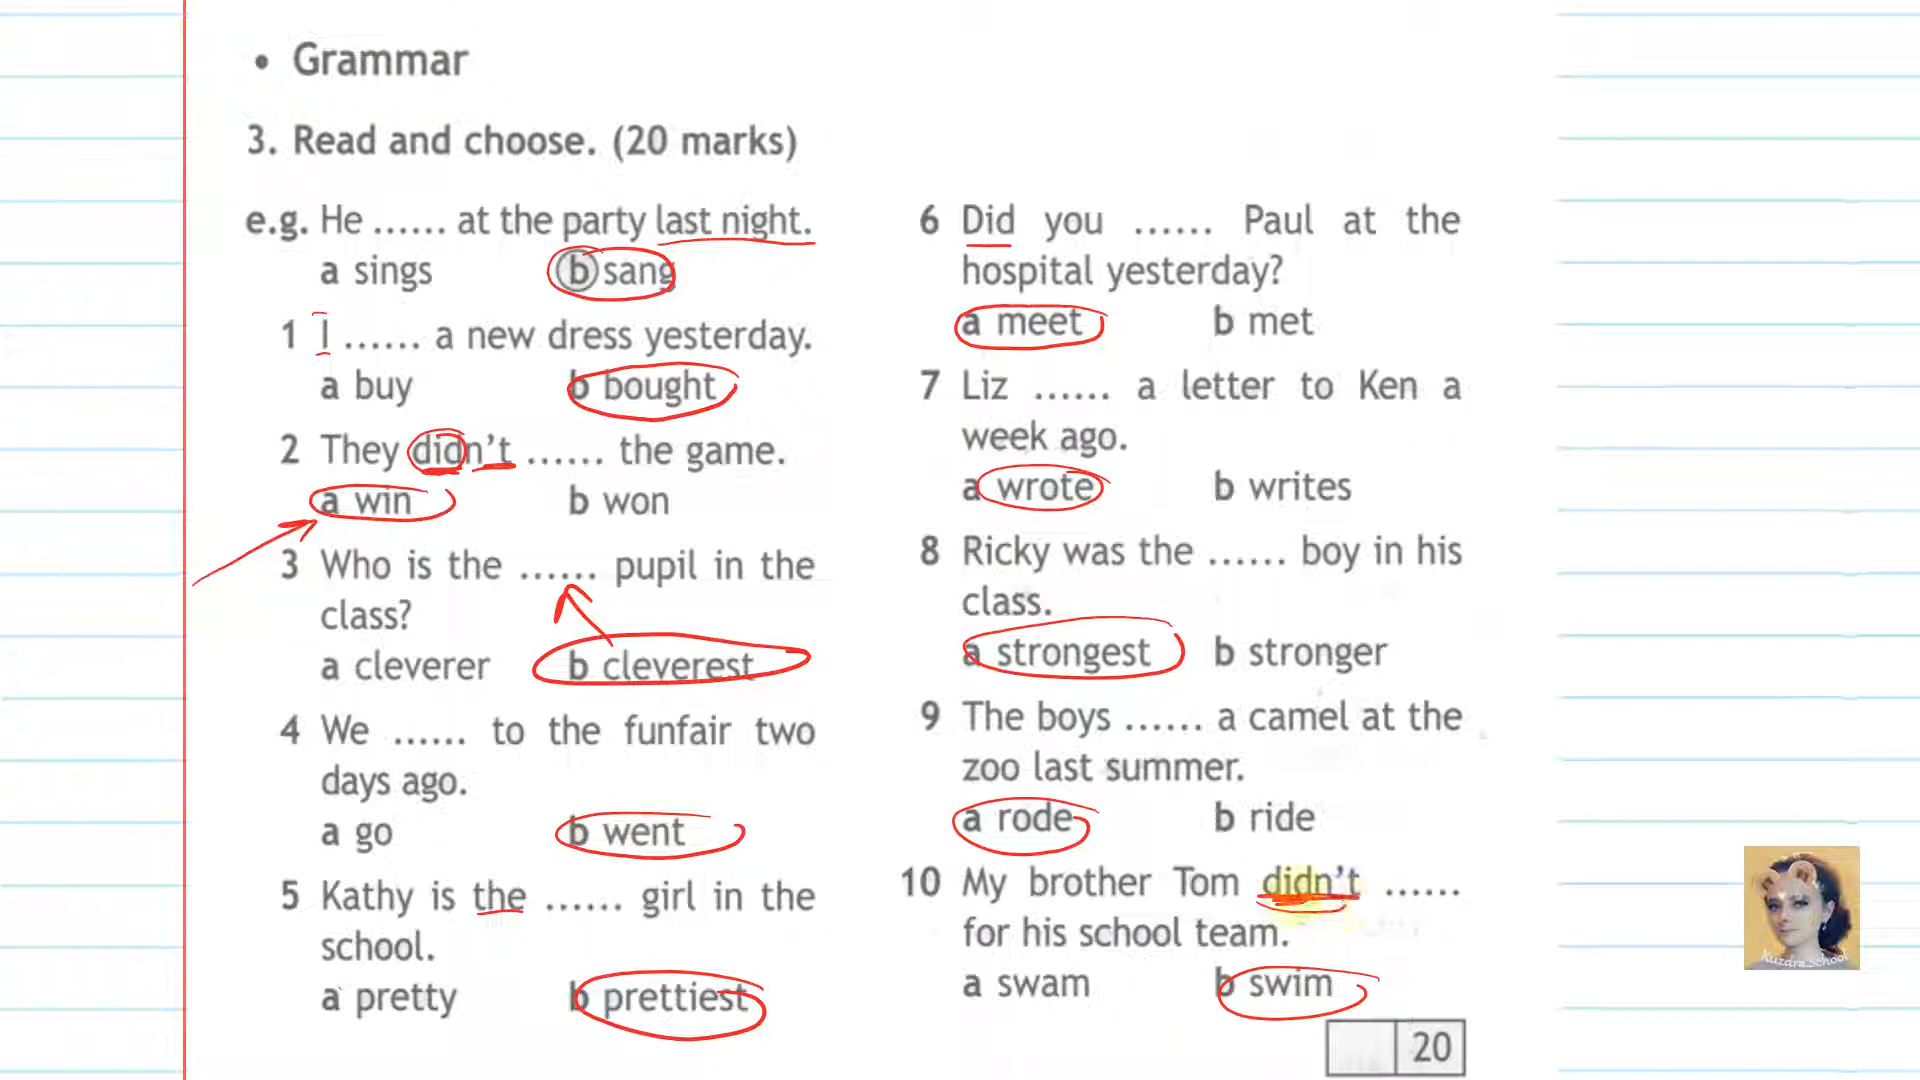 • Grammar
3. Read and choose. (20 marks)
e.g. He ...... at the party last night.
a sings b sang
1 I ...... a new dress yesterday.
a buy b bought
2 They didn't ...... the game.
a win b won
3 Who is the ...... pupil in the
class?
a cleverer b cleverest
4 We ...... to the funfair two
days ago.
a go b went
5 Kathy is the ...... girl in the
school.
a pretty b prettiest
6 Did you ...... Paul at the
hospital yesterday?
a meet b met
7 Liz ...... a letter to Ken a
week ago.
a wrote b writes
8 Ricky was the ...... boy in his
class.
a strongest b stronger
9 The boys ...... a camel at the
zoo last summer.
a rode b ride
10 My brother Tom didn't ......
for his school team.
a swam b swim
20
Kuzdra School